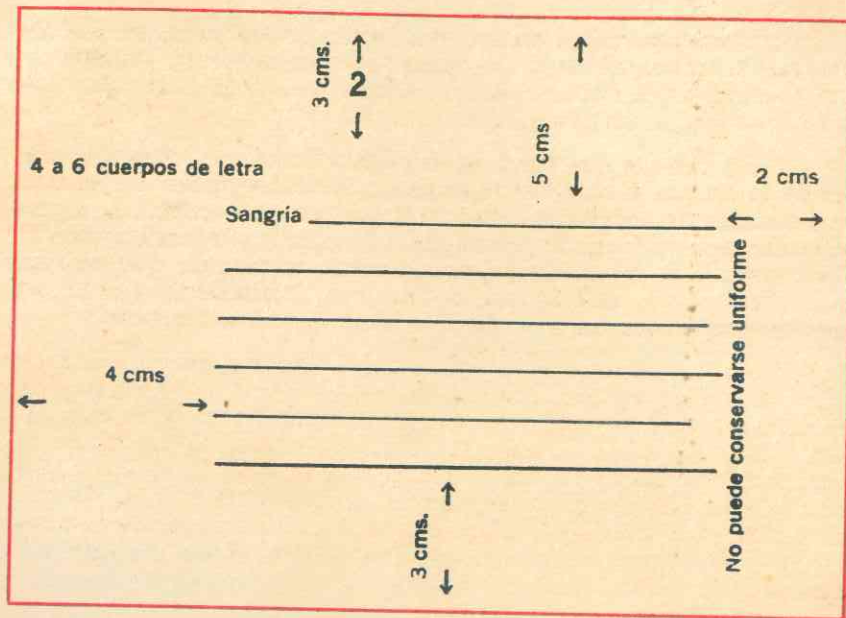 3 cms.
2
5 cms
4 a 6 cuerpos de letra
2 cms
Sangría
No puede conservarse uniforme
4 cms
3 cms.